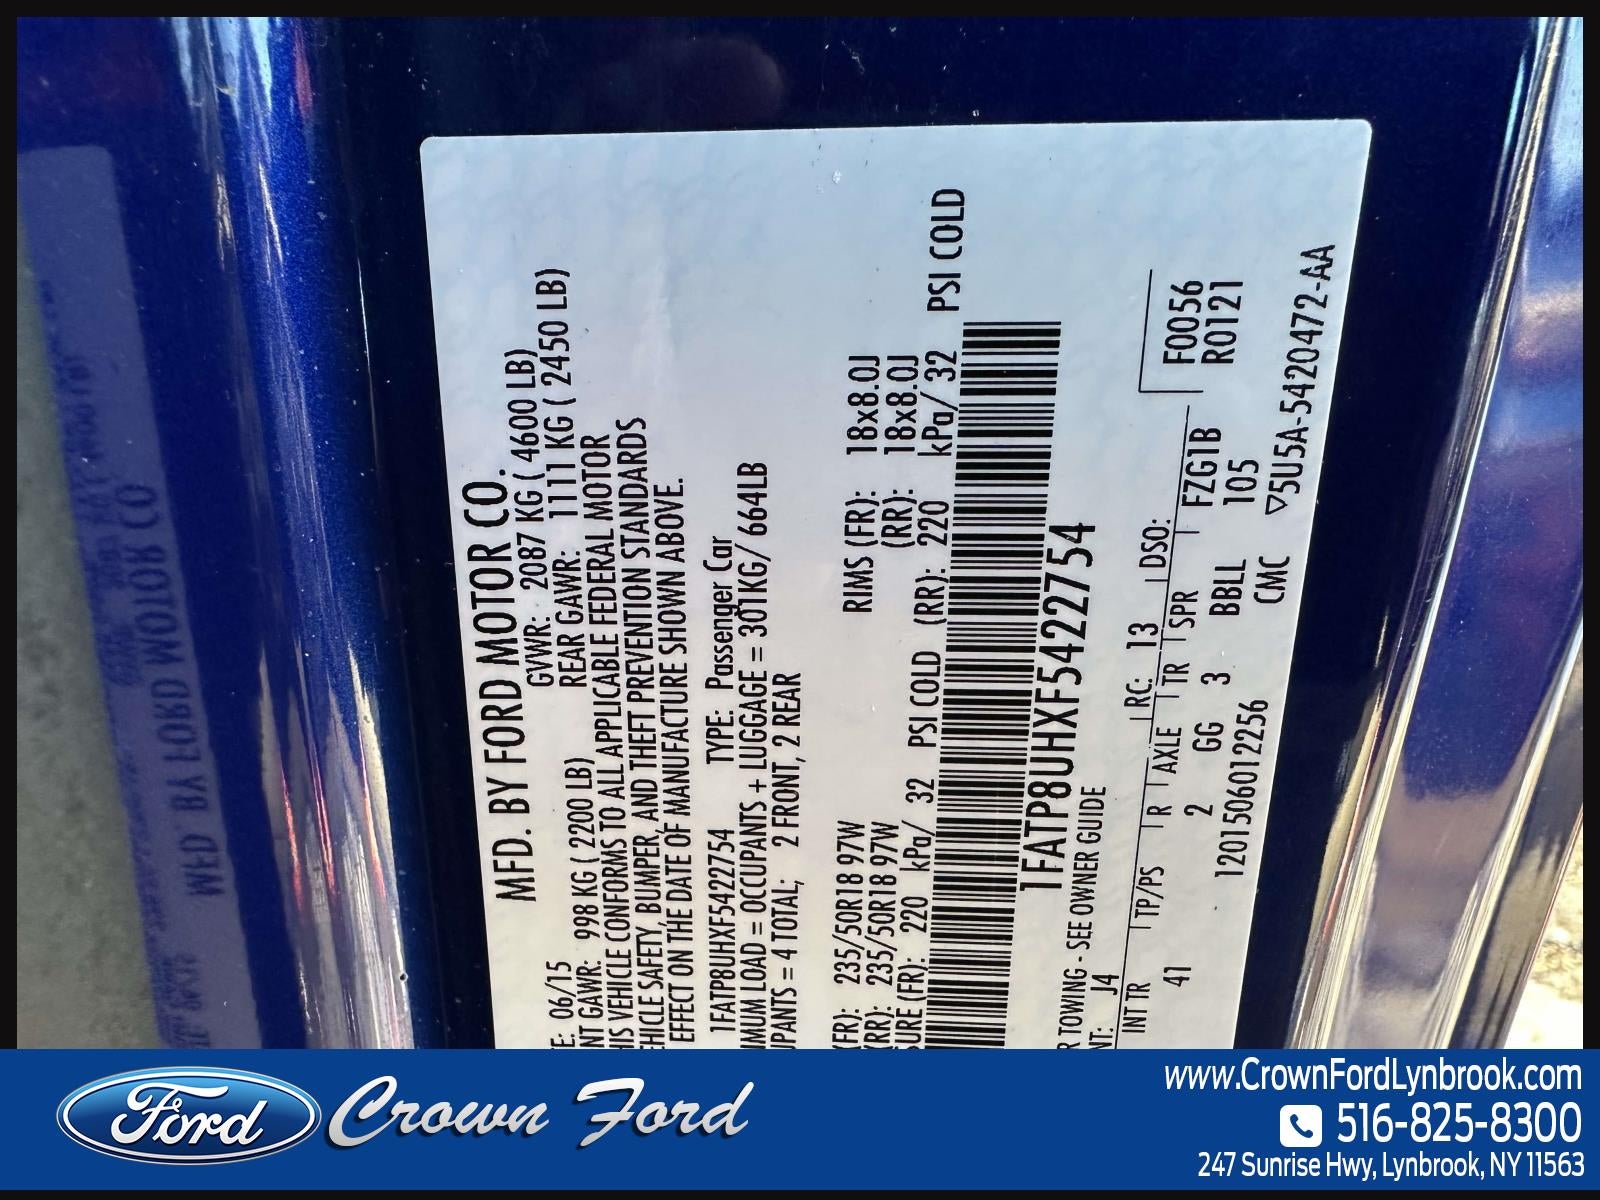 MFD. BY FORD MOTOR CO.
TE: 06/15 GVWR: 2087 KG ( 4600 LB)
NT GAWR: 998 KG ( 2200 LB) REAR GAWR: 1111 KG ( 2450 LB)
HIS VEHICLE CONFORMS TO ALL APPLICABLE FEDERAL MOTOR
EHICLE SAFETY, BUMPER, AND THEFT PREVENTION STANDARDS
EFFECT ON THE DATE OF MANUFACTURE SHOWN ABOVE.
1FATP8UHXF5422754 TYPE: Passenger Car
IMUM LOAD = OCCUPANTS + LUGGAGE = 301KG/ 664LB
UPANTS = 4 TOTAL; 2 FRONT, 2 REAR
(FR): 235/50R18 97W RIMS (FR): 18x8.0J
(RR): 235/50R18 97W (RR): 18x8.0J
SURE (FR): 220 kPa/ 32 PSI COLD (RR): 220 kPa/ 32 PSI COLD
1FATP8UHXF5422754
R TOWING - SEE OWNER GUIDE
NT: J4 RC: 13 DSO:
INT TR TP/PS R AXLE TR SPR FZG1B F0056
41 2 GG 3 BBLL 105 R0121
1201506012256 CMC ▽5U5A-5420472-AA
Ford Crown Ford
www.CrownFordLynbrook.com
516-825-8300
247 Sunrise Hwy, Lynbrook, NY 11563